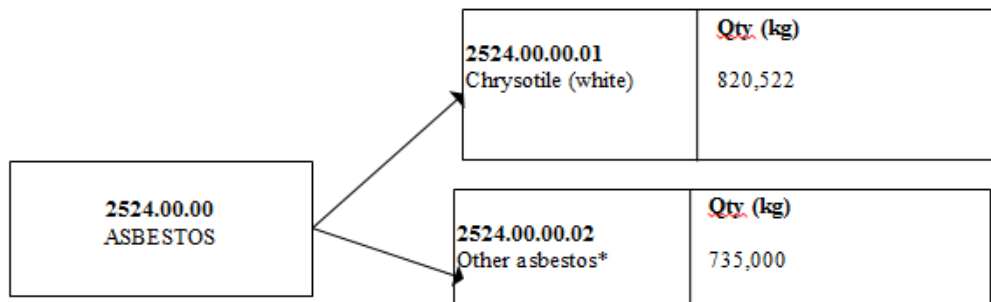 2524.00.00
ASBESTOS
2524.00.00.01
Chrysotile (white)
Qty (kg)
820,522
2524.00.00.02
Other asbestos*
Qty (kg)
735,000